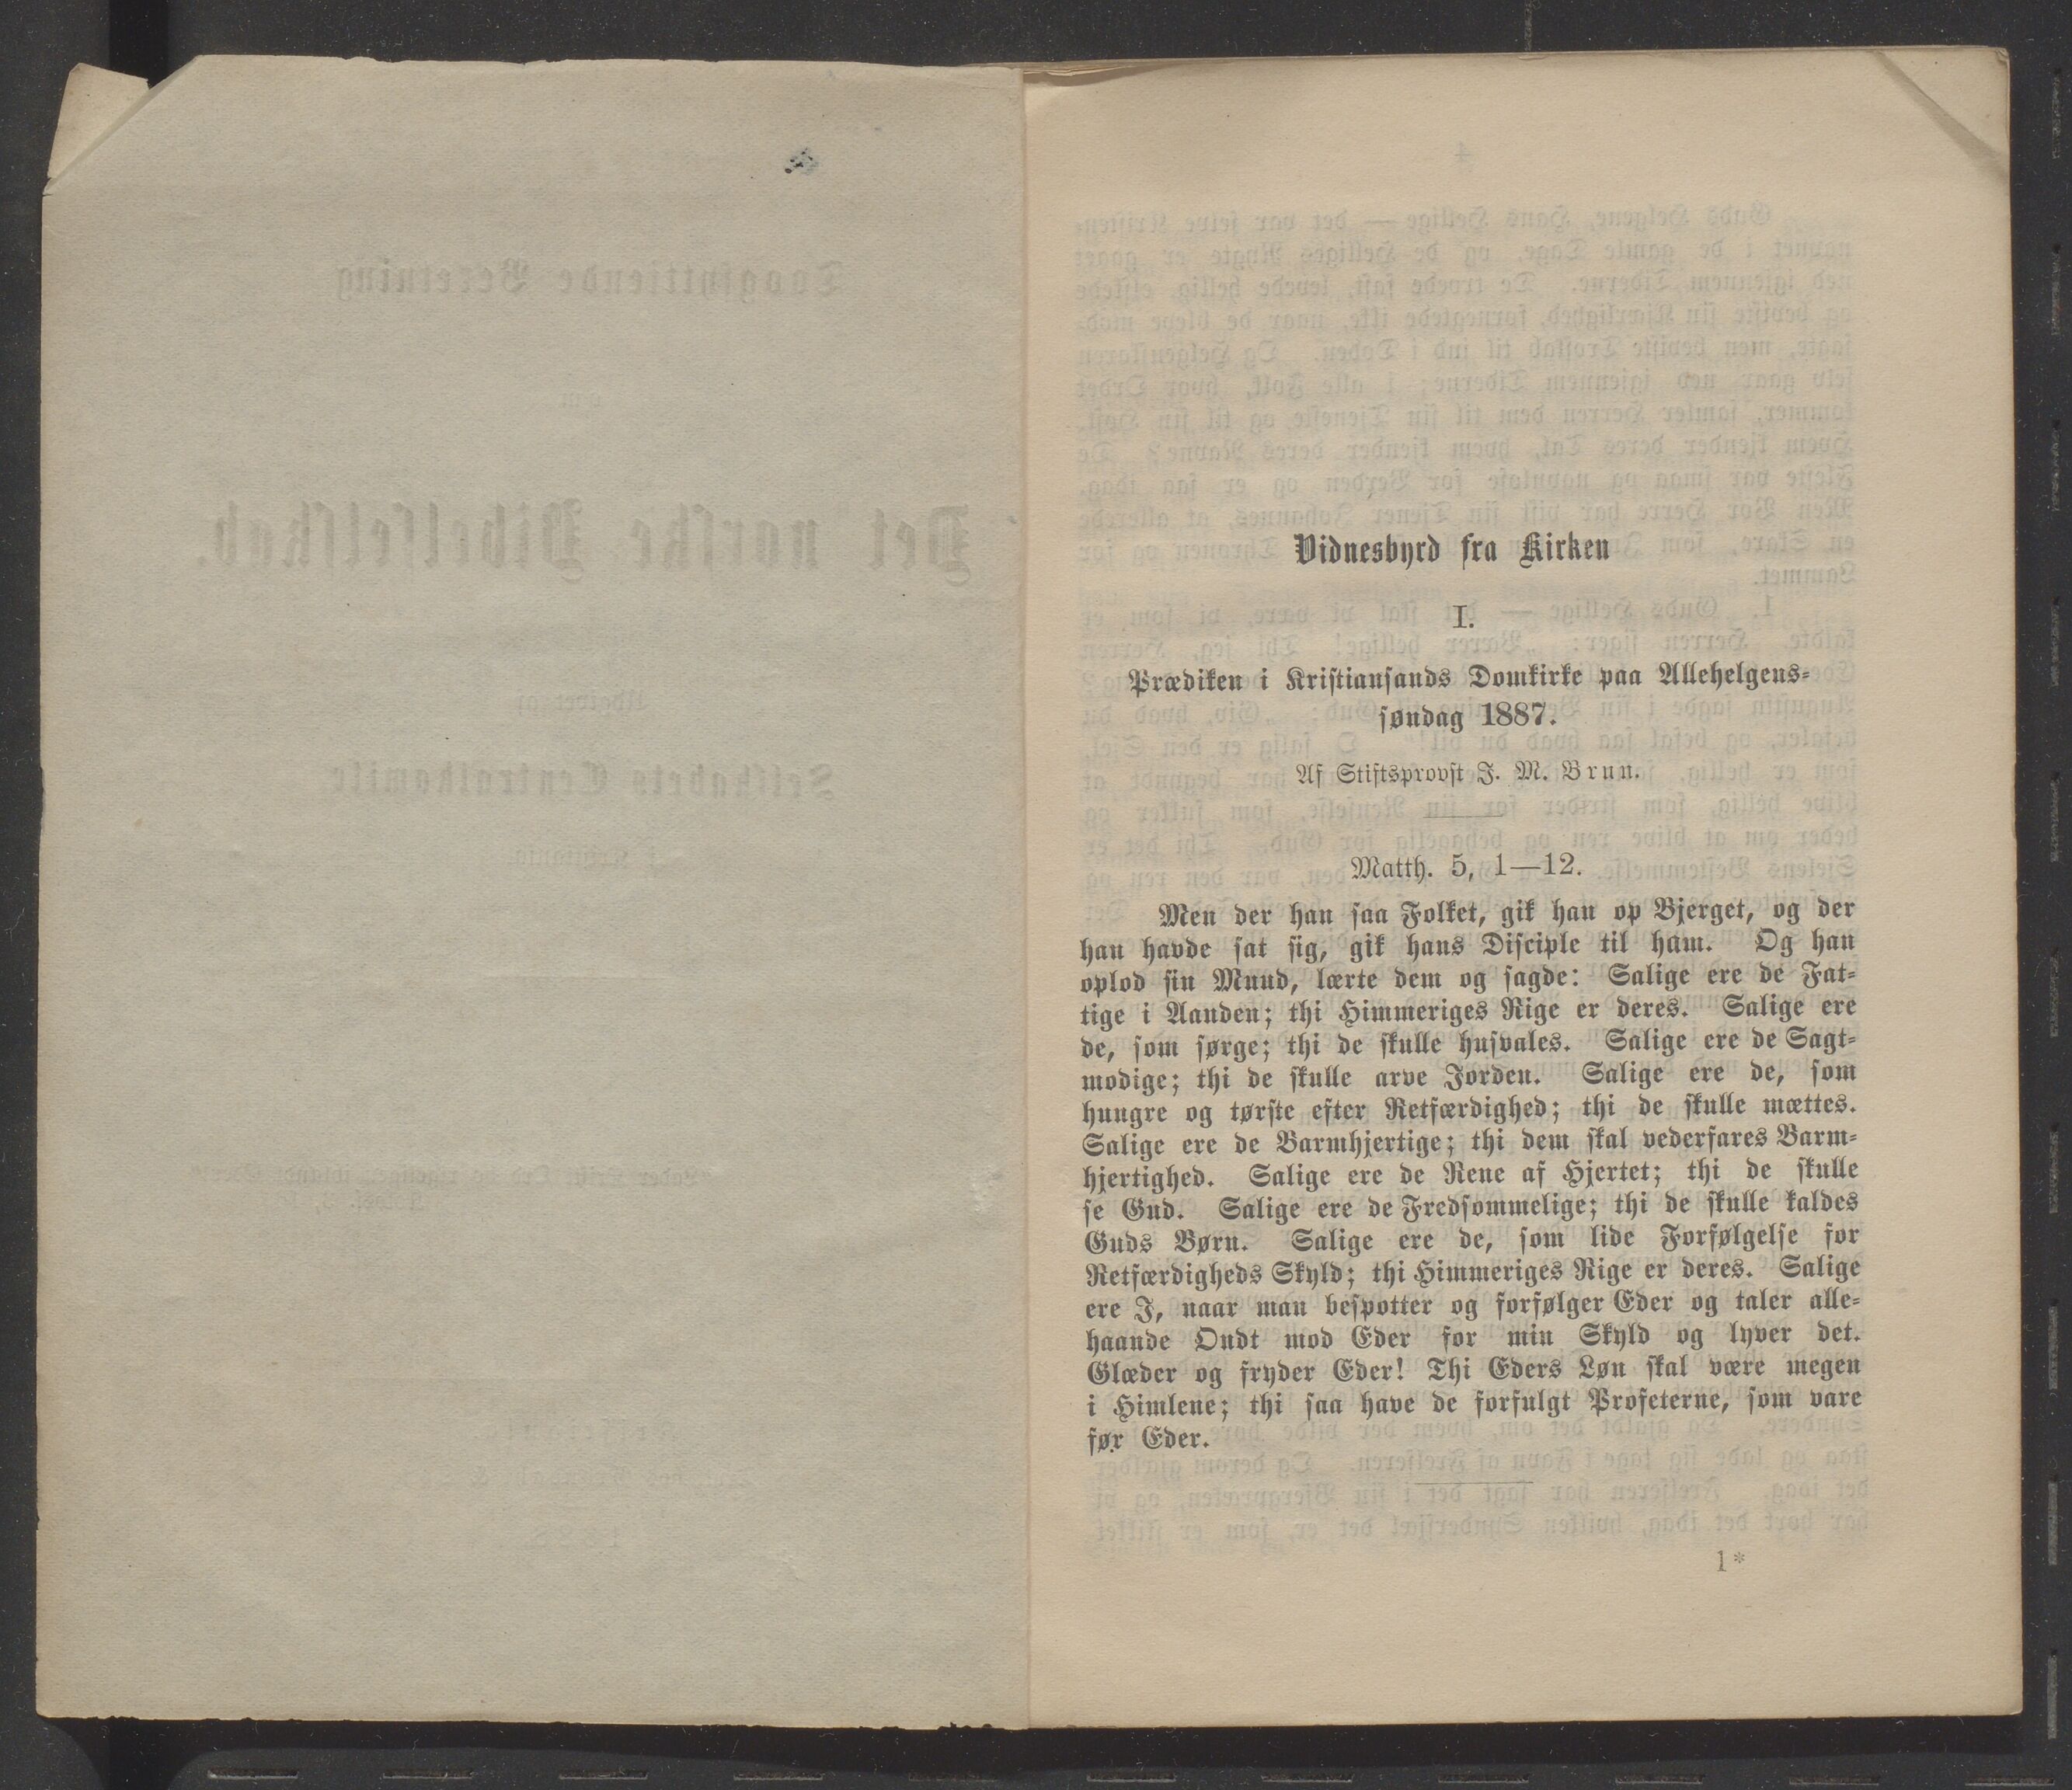 Vidnesbyrd fra Kirken
I.
Prædiken i Kristiansands Domkirke paa Allehelgens-
søndag 1887.
Af Stiftsprovst J. M. Brun.
Matth. 5, 1—12.
Men der han saa Folket, gik han op Bjerget, og der
han havde sat sig, gik hans Disciple til ham. Og han
oplod sin Mund, lærte dem og sagde: Salige ere de Fat-
tige i Aanden; thi Himmeriges Rige er deres. Salige ere
de, som sørge; thi de skulle husvales. Salige ere de Sagt-
modige; thi de skulle arve Jorden. Salige ere de, som
hungre og tørste efter Retfærdighed; thi de skulle mættes.
Salige ere de Barmhjertige; thi dem skal vederfares Barm-
hjertighed. Salige ere de Rene af Hjertet; thi de skulle
se Gud. Salige ere de Fredsommelige; thi de skulle kaldes
Guds Børn. Salige ere de, som lide Forfølgelse for
Retfærdigheds Skyld; thi Himmeriges Rige er deres. Salige
ere I, naar man bespotter og forfølger Eder og taler alle-
haande Ondt mod Eder for min Skyld og lyver det.
Glæder og fryder Eder! Thi Eders Løn skal være megen
i Himlene; thi saa have de forfulgt Profeterne, som vare
før Eder.
1*